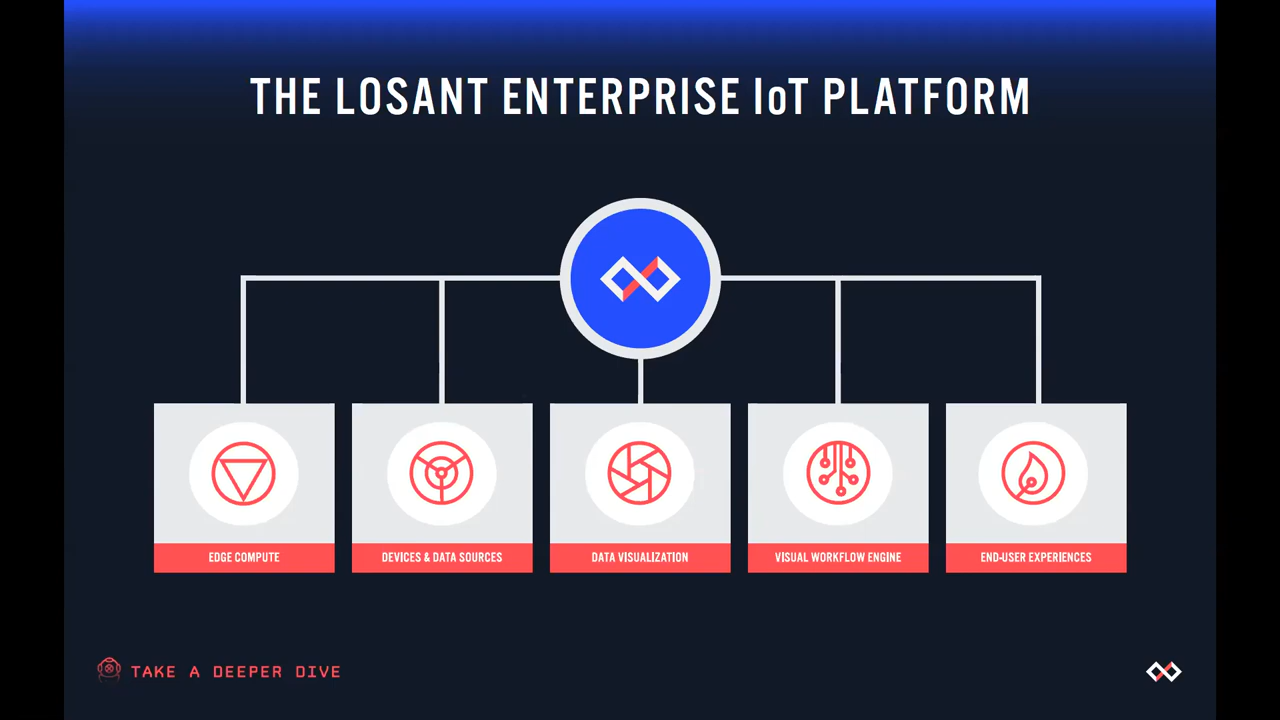 THE LOSANT ENTERPRISE IoT PLATFORM
EDGE COMPUTE
DEVICES & DATA SOURCES
DATA VISUALIZATION
VISUAL WORKFLOW ENGINE
END-USER EXPERIENCES
TAKE A DEEPER DIVE